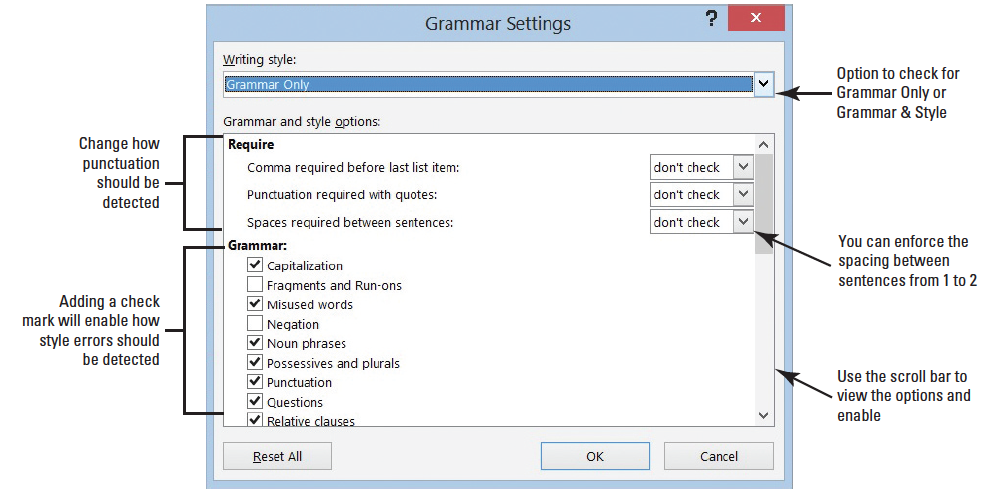 Grammar Settings
? X
Writing style:
Grammar Only
Option to check for
Grammar Only or
Grammar & Style
Grammar and style options:
Change how
punctuation
should be
detected
Require
Comma required before last list item: don't check
Punctuation required with quotes: don't check
Spaces required between sentences: don't check
You can enforce the
spacing between
sentences from 1 to 2
Grammar:
Capitalization
Fragments and Run-ons
Misused words
Negation
Noun phrases
Possessives and plurals
Punctuation
Questions
Relative clauses
Adding a check
mark will enable how
style errors should
be detected
Use the scroll bar to
view the options and
enable
Reset All OK Cancel